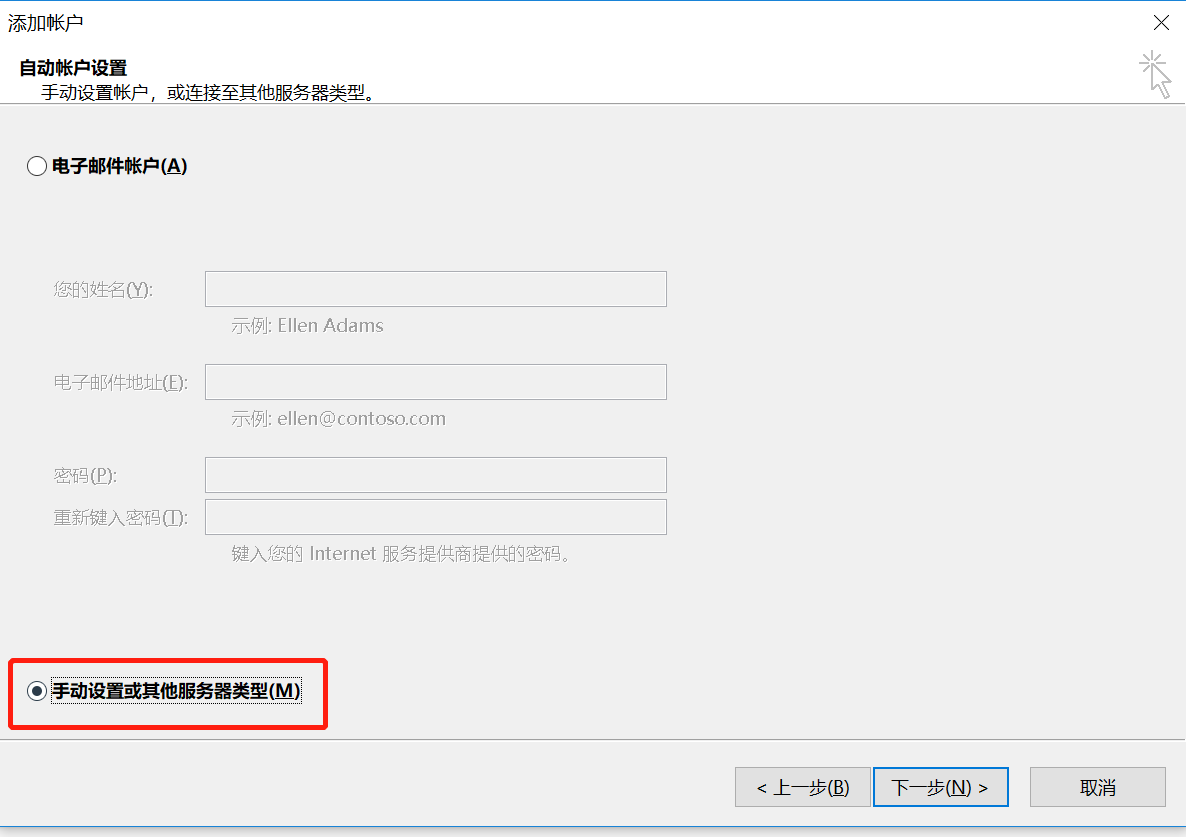 添加帐户
自动帐户设置
手动设置帐户，或连接至其他服务器类型。
电子邮件帐户(A)
您的姓名(Y):
示例: Ellen Adams
电子邮件地址(E):
示例: ellen@contoso.com
密码(P):
重新键入密码(T):
键入您的 Internet 服务提供商提供的密码。
手动设置或其他服务器类型(M)
< 上一步(B) 下一步(N) > 取消